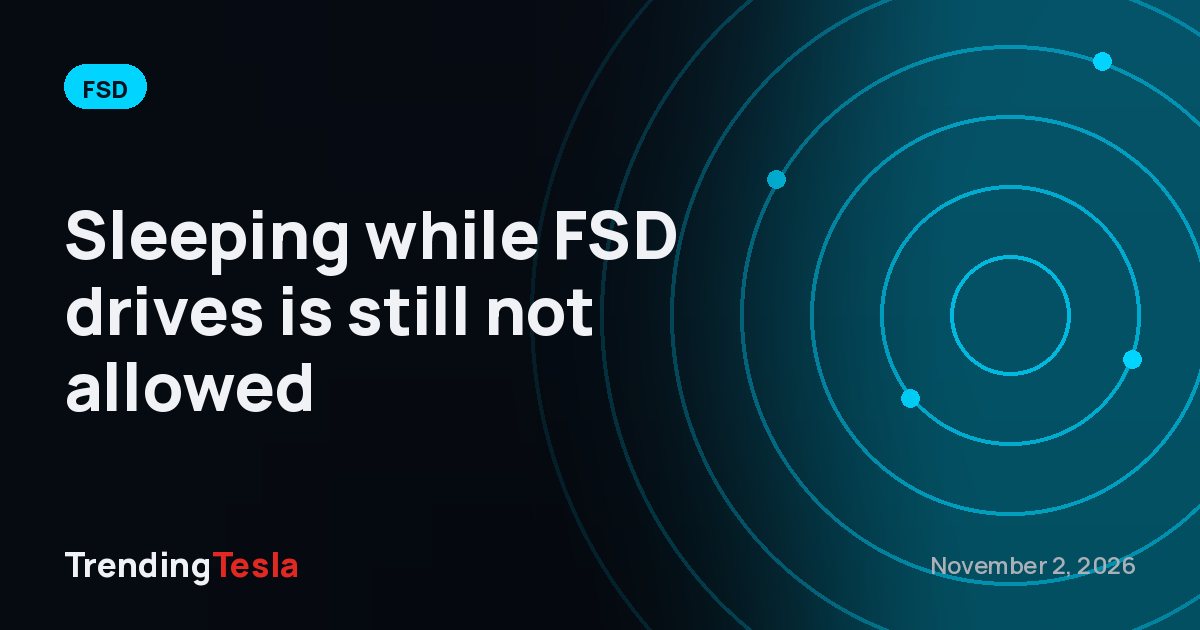 FSD
Sleeping while FSD
drives is still not
allowed
TrendingTesla
November 2, 2026